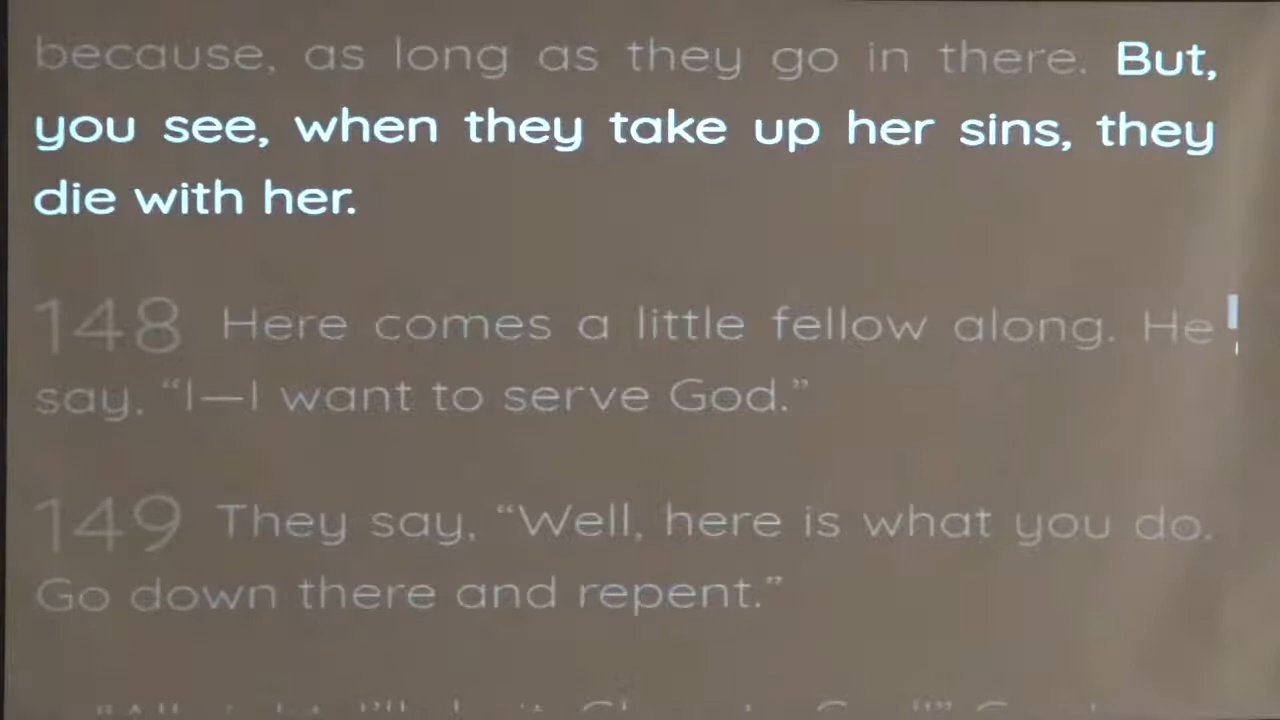 because, as long as they go in there. But,
you see, when they take up her sins, they
die with her.
148 Here comes a little fellow along. He
say, “I—I want to serve God.”
149 They say, “Well, here is what you do.
Go down there and repent.”